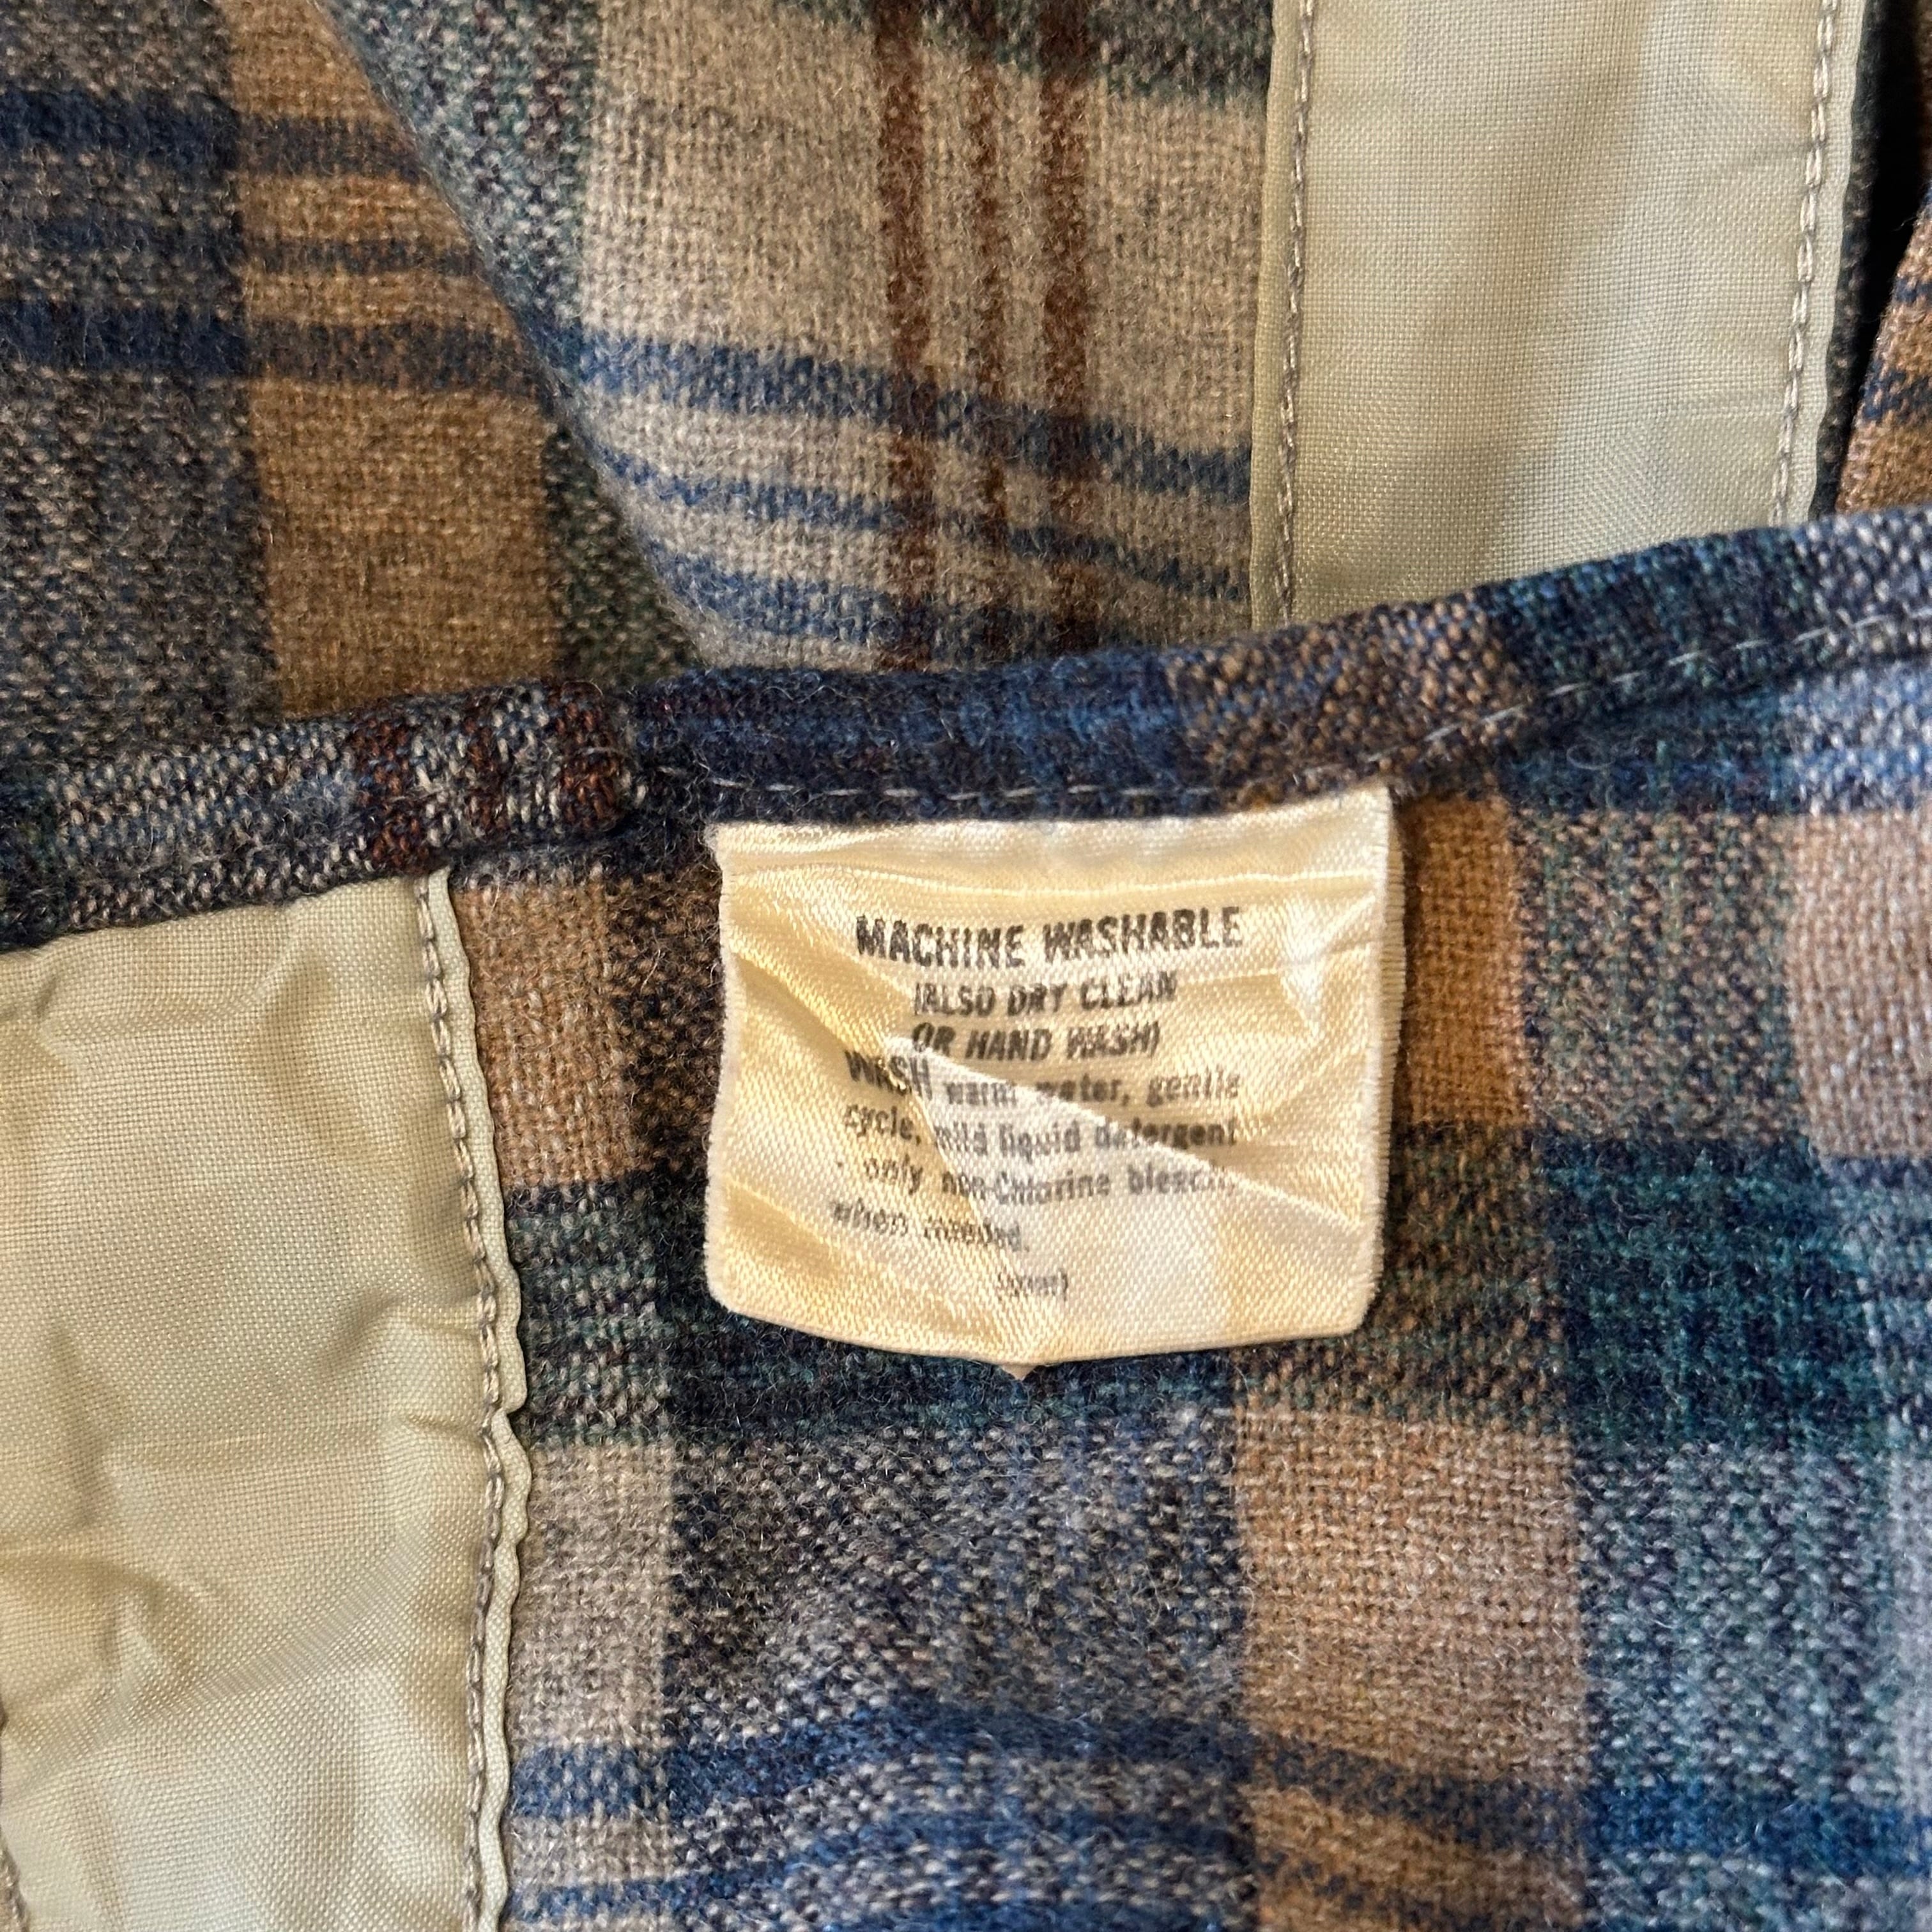 MACHINE WASHABLE
(ALSO DRY CLEAN
OR HAND WASH)
WASH warm water, gentle
cycle, mild liquid detergent
- only non-Chlorine bleach,
when needed.
(over)